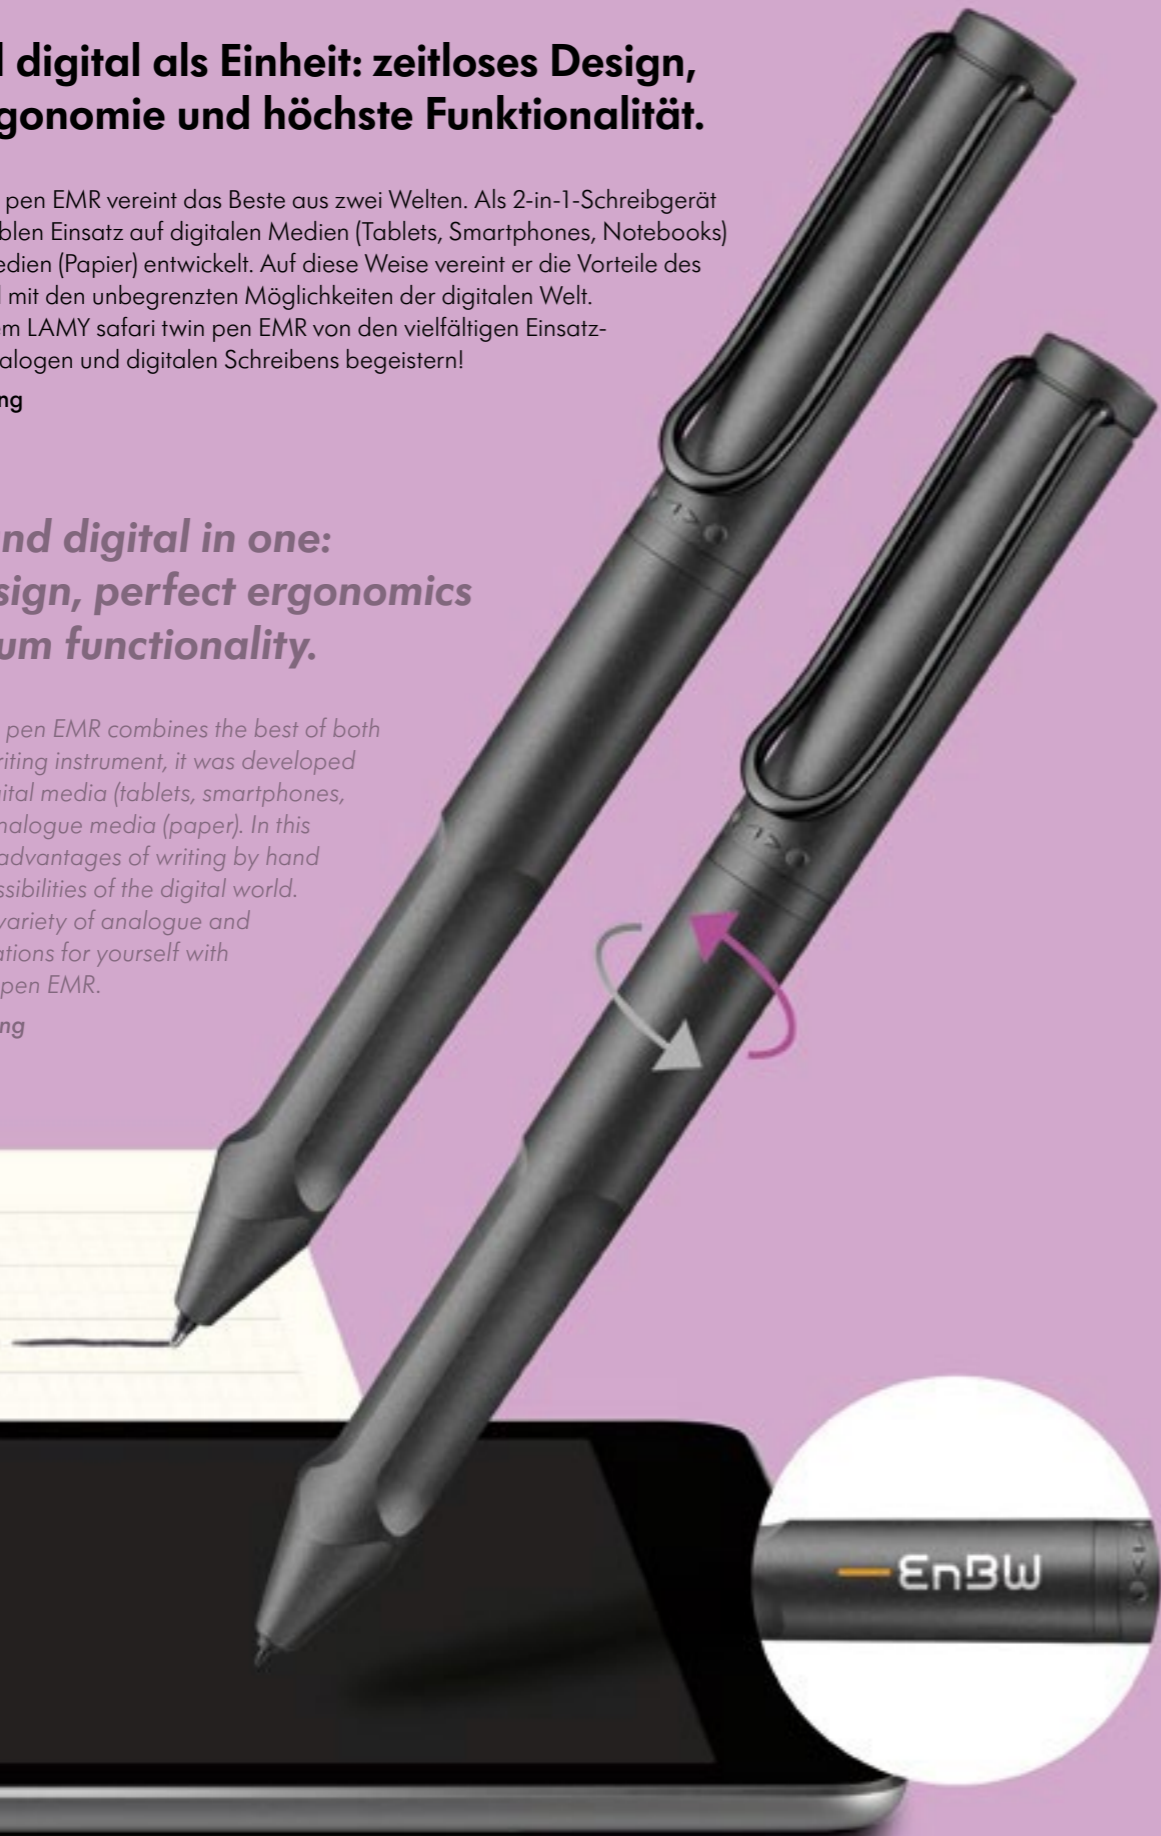 digital als Einheit: zeitloses Design,
gonomie und höchste Funktionalität.
pen EMR vereint das Beste aus zwei Welten. Als 2-in-1-Schreibgerät
blen Einsatz auf digitalen Medien (Tablets, Smartphones, Notebooks)
edien (Papier) entwickelt. Auf diese Weise vereint er die Vorteile des
mit den unbegrenzten Möglichkeiten der digitalen Welt.
em LAMY safari twin pen EMR von den vielfältigen Einsatz-
alogen und digitalen Schreibens begeistern!
ng
nd digital in one:
sign, perfect ergonomics
um functionality.
pen EMR combines the best of both
riting instrument, it was developed
ital media (tablets, smartphones,
nalogue media (paper). In this
advantages of writing by hand
ssibilities of the digital world.
variety of analogue and
ations for yourself with
pen EMR.
ng
EnBW